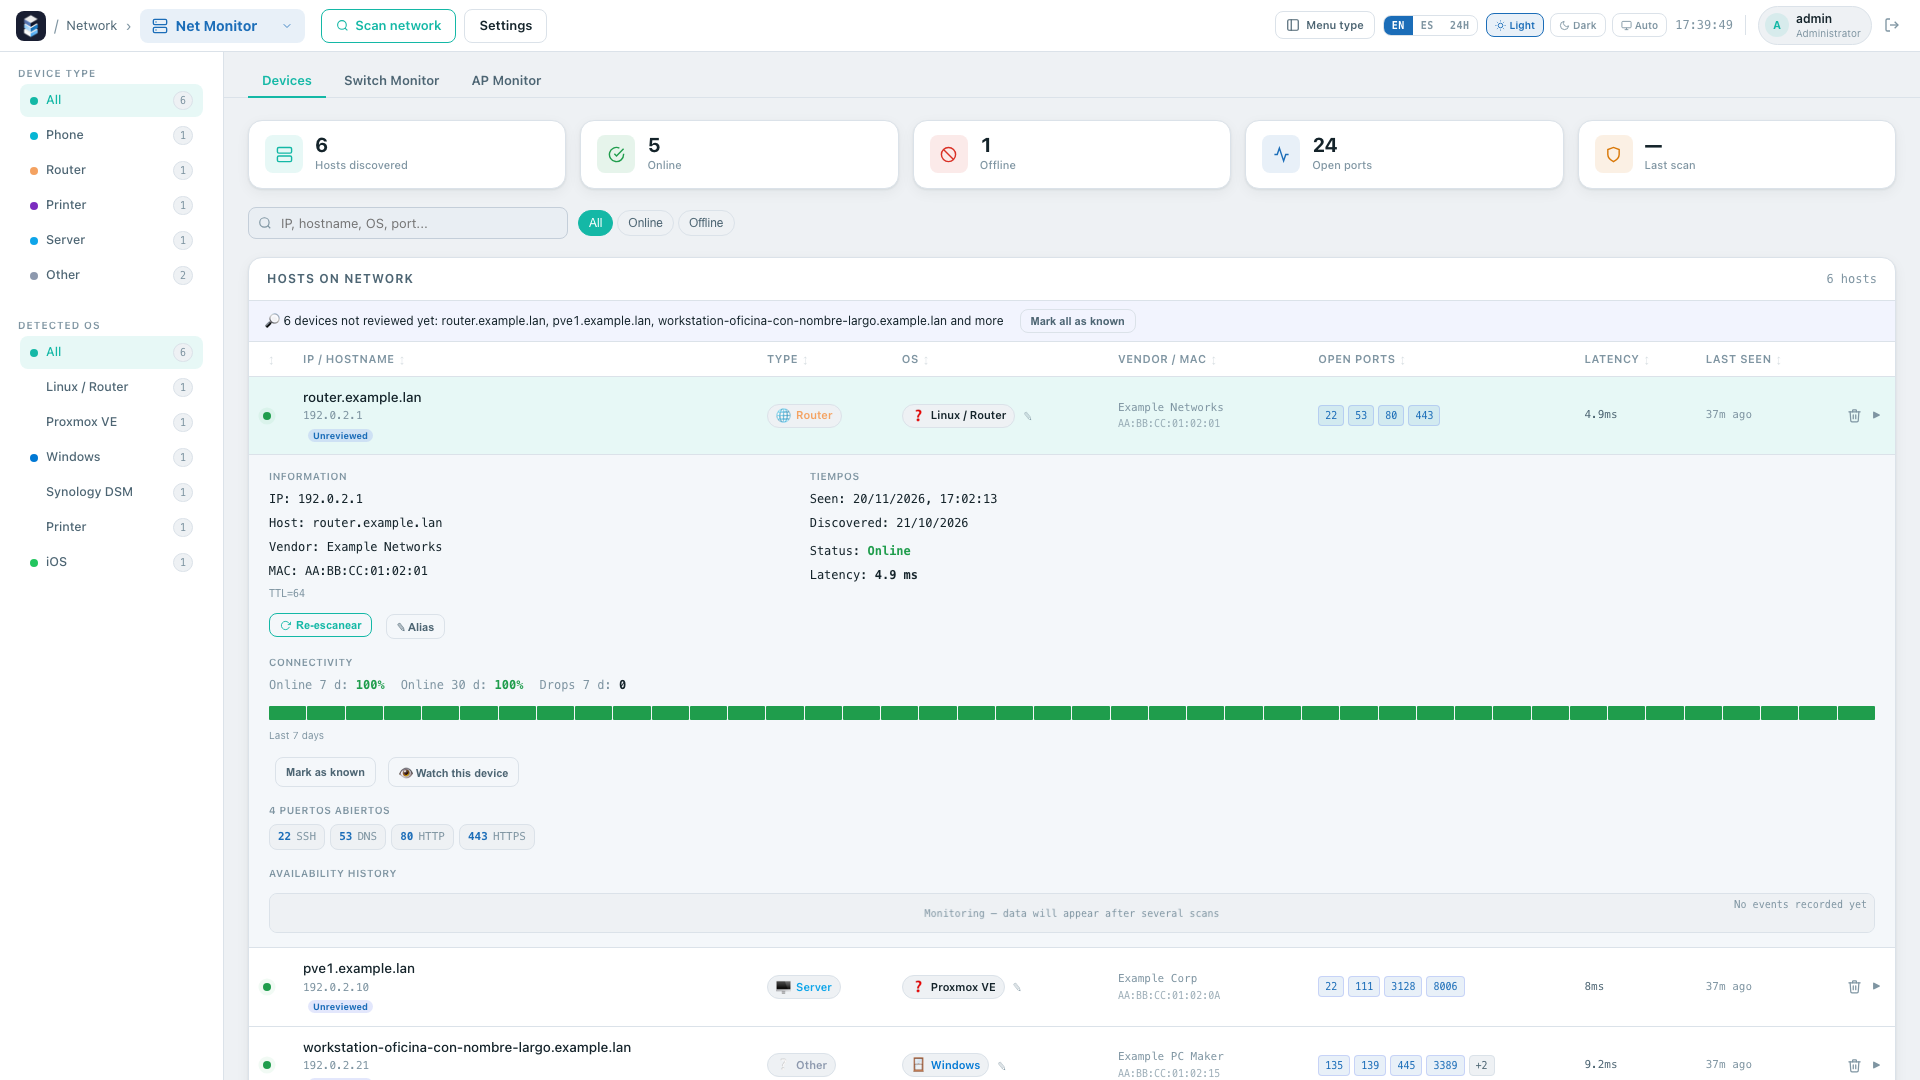 / Network › Net Monitor
Scan network
Settings
Menu type
EN ES 24H
Light
Dark
Auto
17:39:49
A
admin
Administrator
DEVICE TYPE
All 6
Phone 1
Router 1
Printer 1
Server 1
Other 2
DETECTED OS
All 6
Linux / Router 1
Proxmox VE 1
Windows 1
Synology DSM 1
Printer 1
iOS 1
Devices Switch Monitor AP Monitor
6
Hosts discovered
5
Online
1
Offline
24
Open ports
—
Last scan
IP, hostname, OS, port...
All Online Offline
HOSTS ON NETWORK
6 hosts
6 devices not reviewed yet: router.example.lan, pve1.example.lan, workstation-oficina-con-nombre-largo.example.lan and more
Mark all as known
IP / HOSTNAME TYPE OS VENDOR / MAC OPEN PORTS LATENCY LAST SEEN
router.example.lan
192.0.2.1
Unreviewed
Router
Linux / Router
Example Networks
AA:BB:CC:01:02:01
22 53 80 443
4.9ms
37m ago
INFORMATION
IP: 192.0.2.1
Host: router.example.lan
Vendor: Example Networks
MAC: AA:BB:CC:01:02:01
TTL=64
Re-escanear
Alias
TIEMPOS
Seen: 20/11/2026, 17:02:13
Discovered: 21/10/2026
Status: Online
Latency: 4.9 ms
CONNECTIVITY
Online 7 d: 100% Online 30 d: 100% Drops 7 d: 0
Last 7 days
Mark as known
Watch this device
4 PUERTOS ABIERTOS
22 SSH 53 DNS 80 HTTP 443 HTTPS
AVAILABILITY HISTORY
Monitoring — data will appear after several scans
No events recorded yet
pve1.example.lan
192.0.2.10
Unreviewed
Server
Proxmox VE
Example Corp
AA:BB:CC:01:02:0A
22 111 3128 8006
8ms
37m ago
workstation-oficina-con-nombre-largo.example.lan
192.0.2.21
Other
Windows
Example PC Maker
AA:BB:CC:01:02:15
135 139 445 3389 +2
9.2ms
37m ago